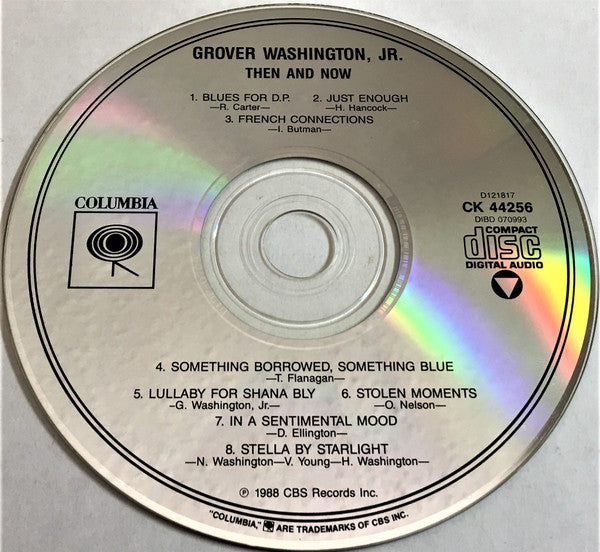 GROVER WASHINGTON, JR.
THEN AND NOW
1. BLUES FOR D.P. 2. JUST ENOUGH
—R. Carter— —H. Hancock—
3. FRENCH CONNECTIONS
—I. Butman—
COLUMBIA
D121817
CK 44256
DIBD 070993
COMPACT
disc
DIGITAL AUDIO
4. SOMETHING BORROWED, SOMETHING BLUE
—T. Flanagan—
5. LULLABY FOR SHANA BLY 6. STOLEN MOMENTS
–G. Washington, Jr.— —O. Nelson—
7. IN A SENTIMENTAL MOOD
—D. Ellington—
8. STELLA BY STARLIGHT
—N. Washington—V. Young—H. Washington—
℗ 1988 CBS Records Inc.
"COLUMBIA," ARE TRADEMARKS OF CBS INC.